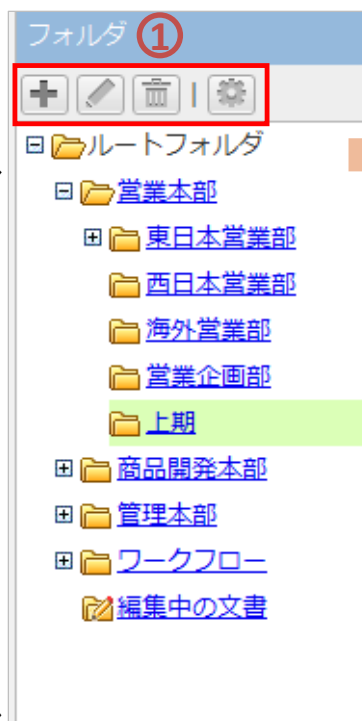 フォルダ ①
ルートフォルダ
営業本部
東日本営業部
西日本営業部
海外営業部
営業企画部
上期
商品開発本部
管理本部
ワークフロー
編集中の文書